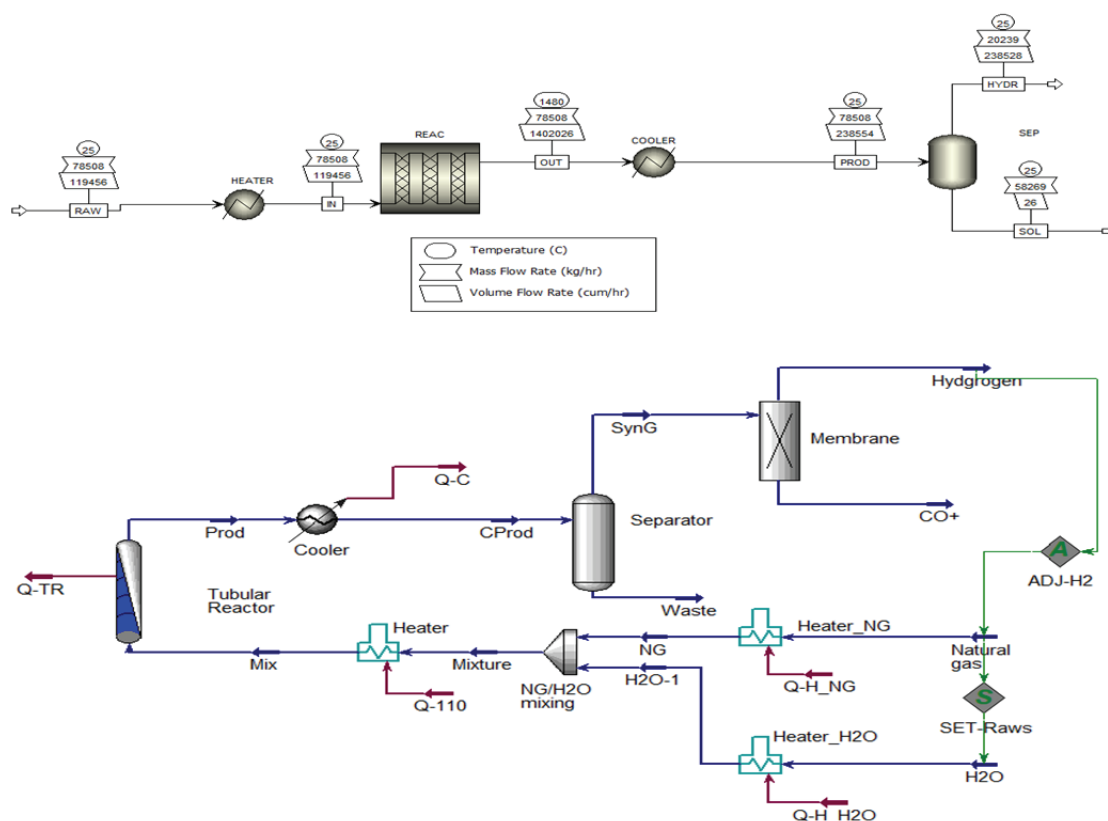 25
78508
119456
RAW
HEATER
25
78508
119456
IN
REAC
1480
78508
1402026
OUT
COOLER
25
78508
238554
PROD
25
20239
238528
HYDR
SEP
25
58269
26
SOL
Temperature (C)
Mass Flow Rate (kg/hr)
Volume Flow Rate (cum/hr)
Hydgrogen
SynG
Membrane
Q-C
CO+
Prod
Cooler
CProd
Separator
A
ADJ-H2
Q-TR
Tubular
Reactor
Waste
Heater
Heater_NG
Mix
Mixture
NG
Natural
gas
Q-110
NG/H2O
mixing
H2O-1
Q-H_NG
S
SET-Raws
Heater_H2O
H2O
Q-H_H2O